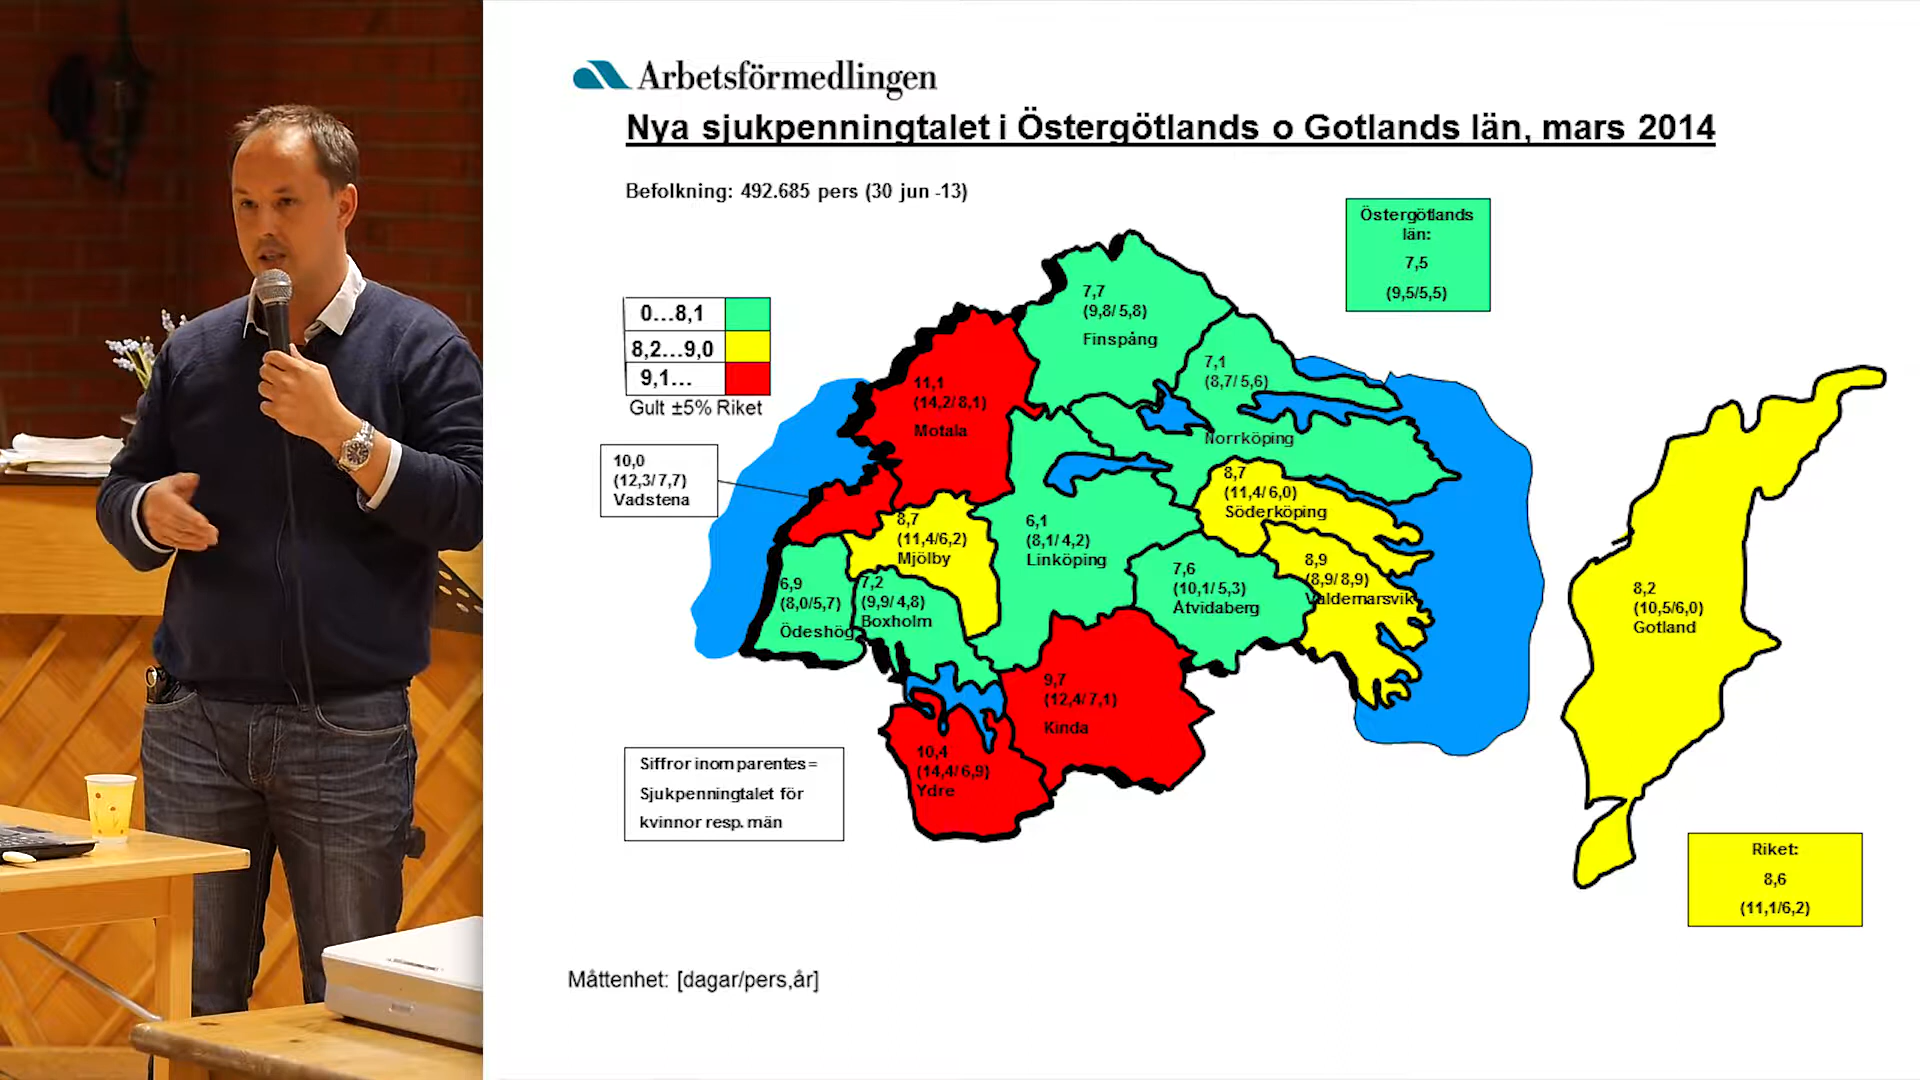 Arbetsförmedlingen
Nya sjukpenningtalet i Östergötlands o Gotlands län, mars 2014
Befolkning: 492.685 pers (30 jun -13)
Östergötlands
län:
7,5
(9,5/5,5)
0...8,1
8,2...9,0
9,1...
Gult ±5% Riket
7,7
(9,8/5,8)
Finspång
7,1
(8,7/5,6)
Norrköping
11,1
(14,2/8,1)
Motala
10,0
(12,3/7,7)
Vadstena
8,7
(11,4/6,0)
Söderköping
8,7
(11,4/6,2)
Mjölby
6,1
(8,1/4,2)
Linköping
8,9
(8,9/8,9)
Valdemarsvik
7,6
(10,1/5,3)
Åtvidaberg
6,9
(8,0/5,7)
Ödeshög
7,2
(9,9/4,8)
Boxholm
8,2
(10,5/6,0)
Gotland
9,7
(12,4/7,1)
Kinda
10,4
(14,4/6,9)
Ydre
Siffror inom parentes=
Sjukpenningtalet för
kvinnor resp. män
Riket:
8,6
(11,1/6,2)
Måttenhet: [dagar/pers,år]